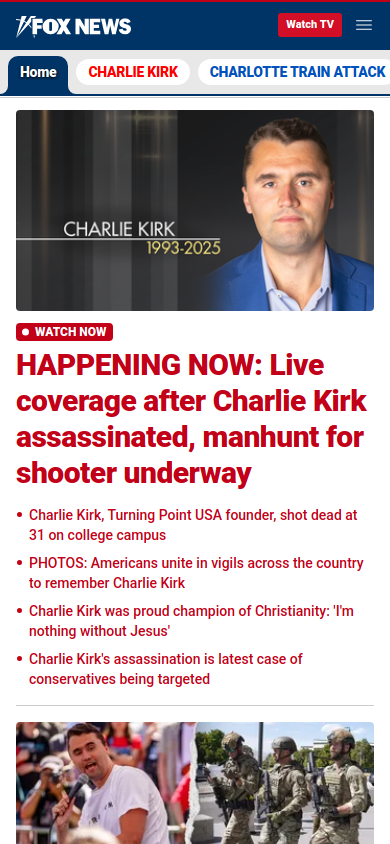 FOX NEWS
Watch TV
Home
CHARLIE KIRK
CHARLOTTE TRAIN ATTACK
CHARLIE KIRK
1993-2025
WATCH NOW
HAPPENING NOW: Live
coverage after Charlie Kirk
assassinated, manhunt for
shooter underway
• Charlie Kirk, Turning Point USA founder, shot dead at
31 on college campus
• PHOTOS: Americans unite in vigils across the country
to remember Charlie Kirk
• Charlie Kirk was proud champion of Christianity: 'I'm
nothing without Jesus'
• Charlie Kirk's assassination is latest case of
conservatives being targeted